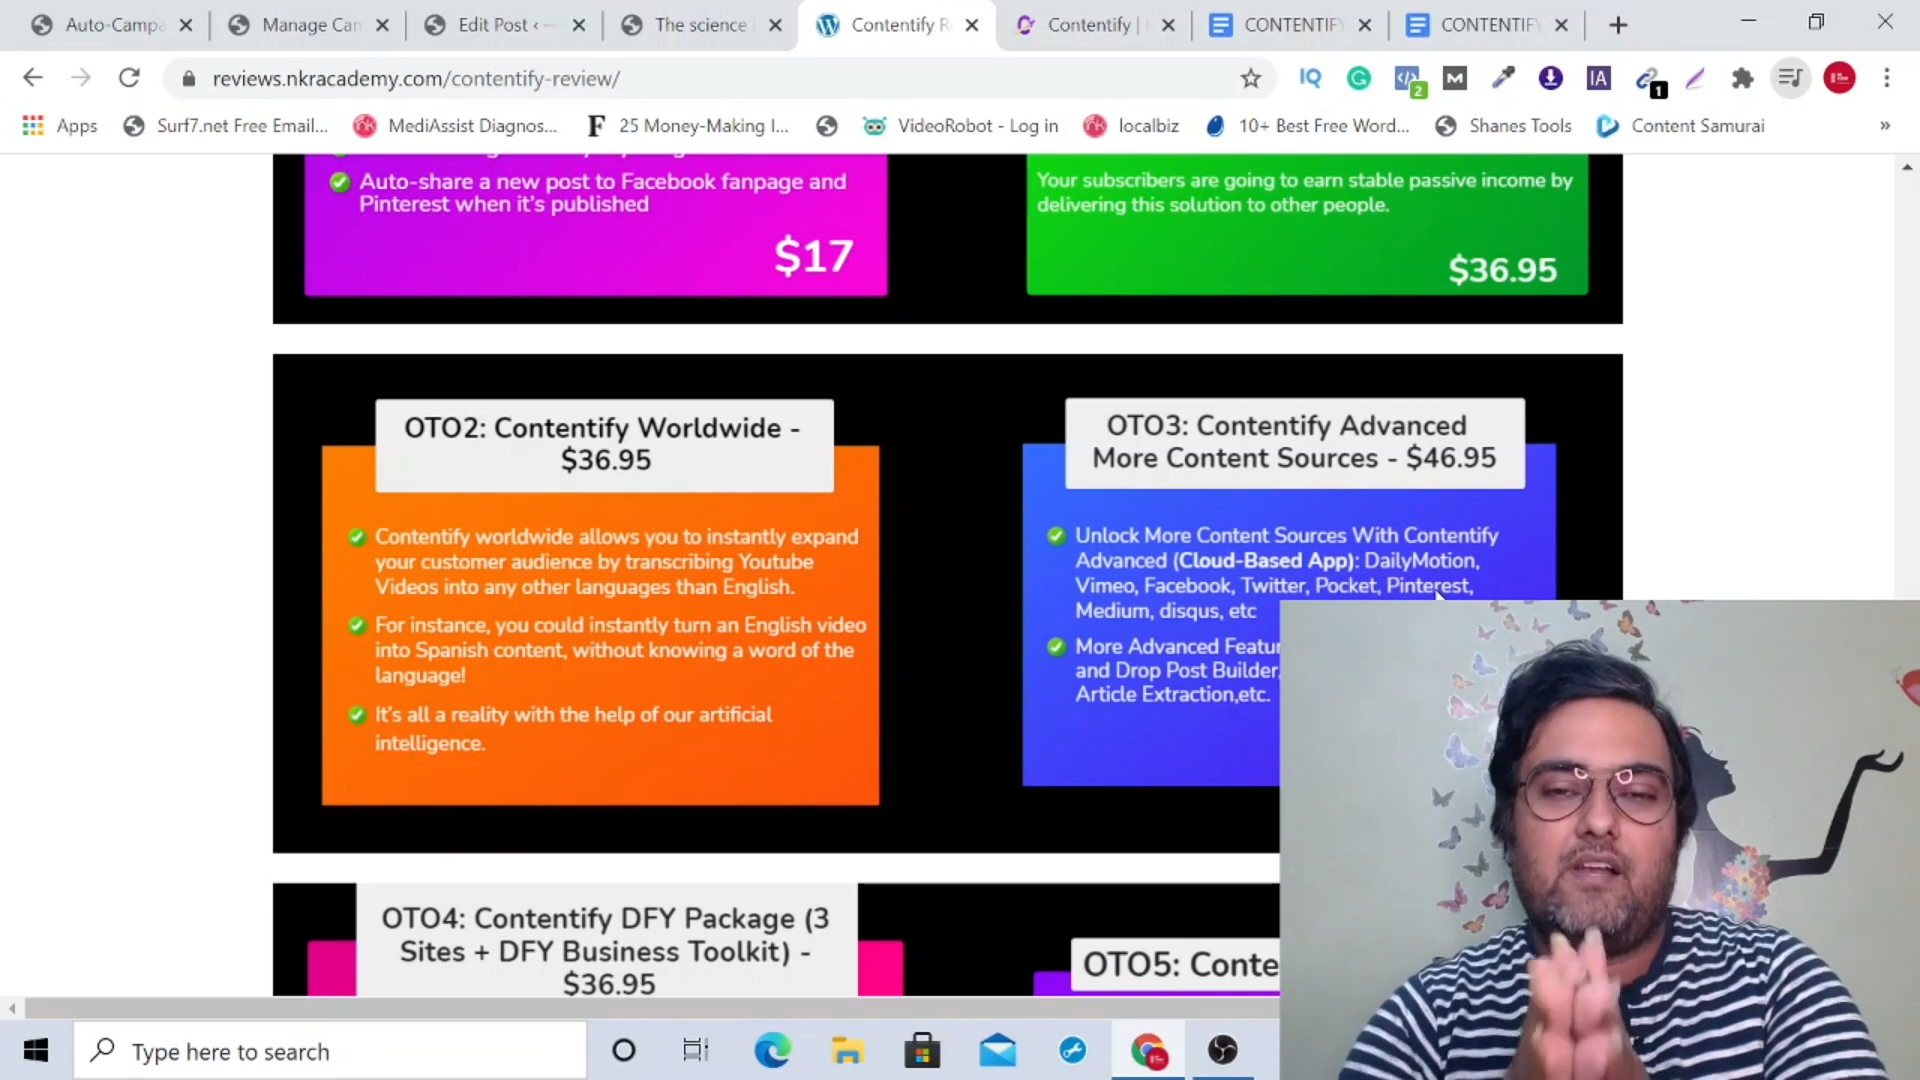 Auto-Campa
Manage Can
Edit Post ‹ –
The science
Contentify R
Contentify |
CONTENTIFY
CONTENTIFY
reviews.nkracademy.com/contentify-review/
IQ
2
M
IA
1
Apps
Surf7.net Free Email...
MediAssist Diagnos...
F
25 Money-Making I...
VideoRobot - Log in
localbiz
10+ Best Free Word...
Shanes Tools
Content Samurai
»
Auto-share a new post to Facebook fanpage and
Pinterest when it's published
$17
Your subscribers are going to earn stable passive income by
delivering this solution to other people.
$36.95
OTO2: Contentify Worldwide -
$36.95
Contentify worldwide allows you to instantly expand
your customer audience by transcribing Youtube
Videos into any other languages than English.
For instance, you could instantly turn an English video
into Spanish content, without knowing a word of the
language!
It's all a reality with the help of our artificial
intelligence.
OTO3: Contentify Advanced
More Content Sources - $46.95
Unlock More Content Sources With Contentify
Advanced (Cloud-Based App): DailyMotion,
Vimeo, Facebook, Twitter, Pocket, Pinterest,
Medium, disqus, etc
More Advanced Featur
and Drop Post Builder,
Article Extraction,etc.
OTO4: Contentify DFY Package (3
Sites + DFY Business Toolkit) -
$36.95
OTO5: Conte
Type here to search